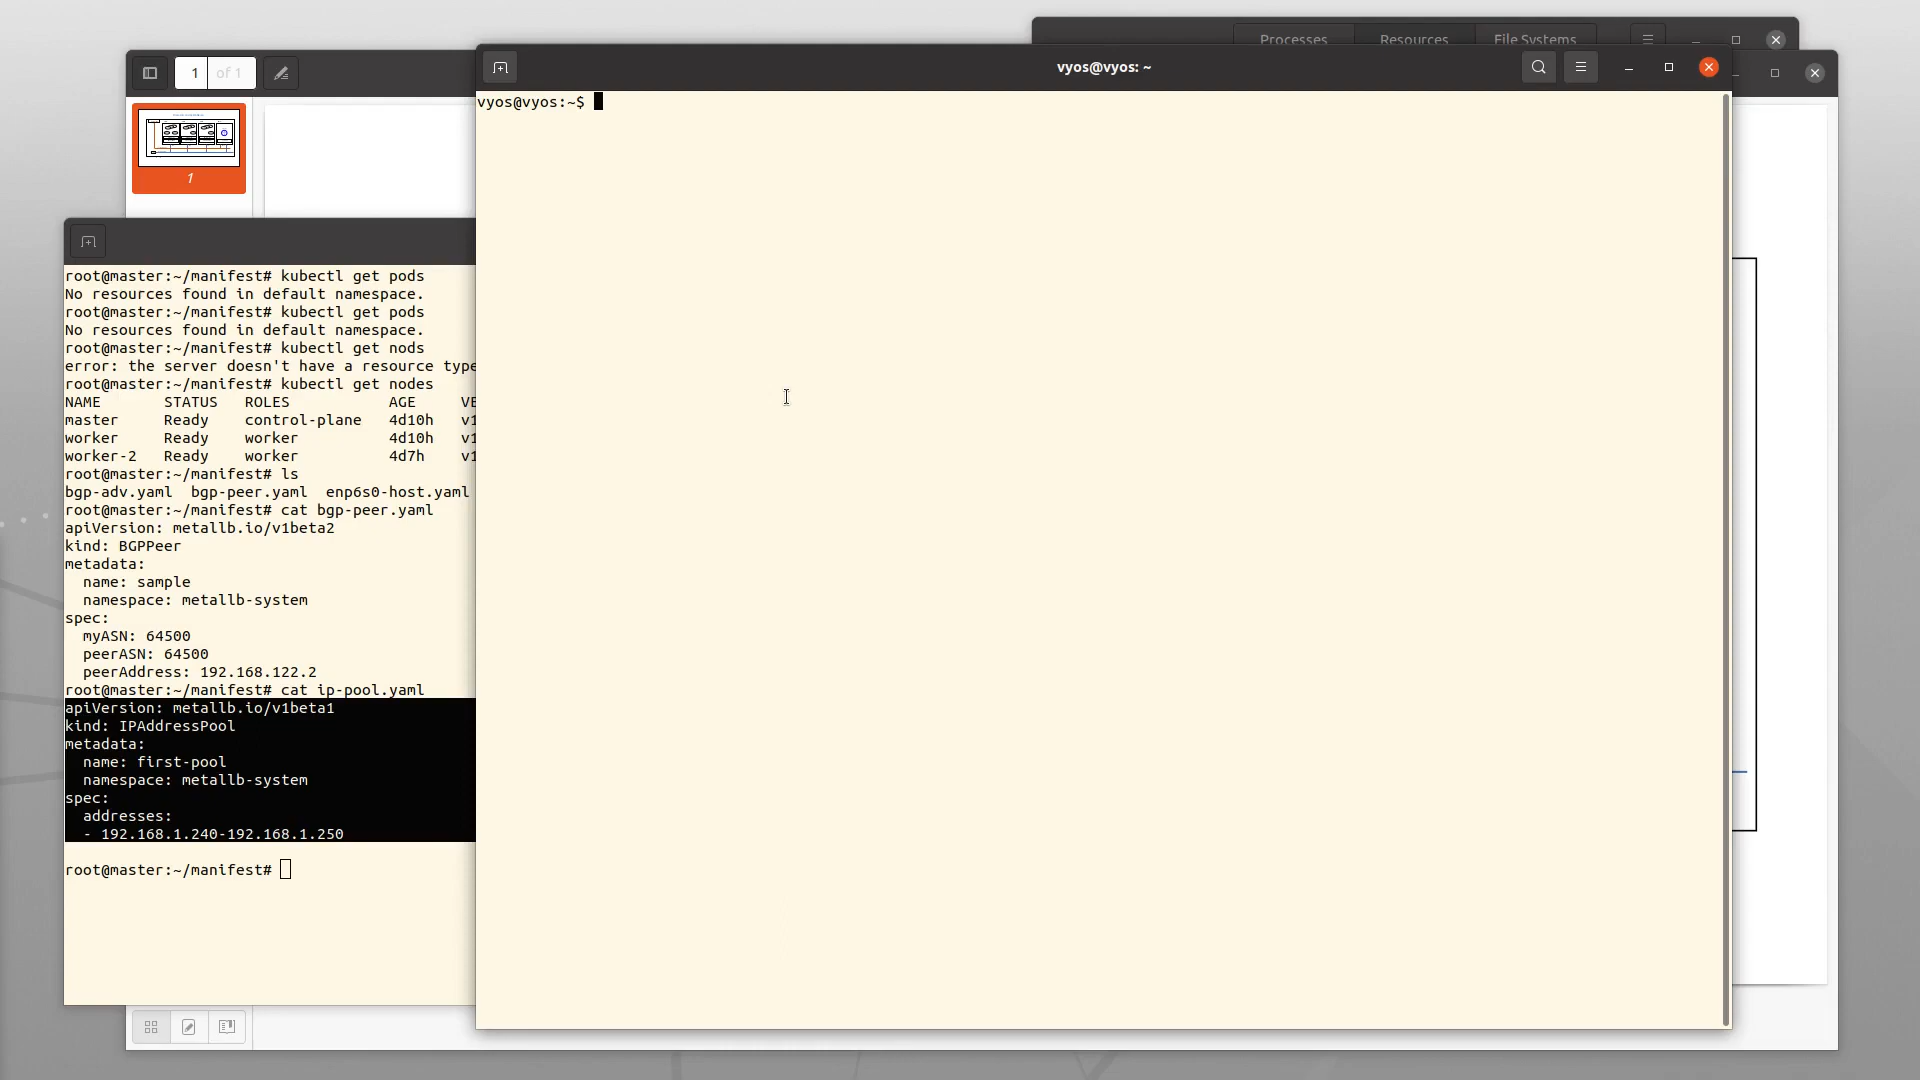 Processes Resources File Systems
1 of 1
vyos@vyos: ~
vyos@vyos:~$
1
root@master:~/manifest# kubectl get pods
No resources found in default namespace.
root@master:~/manifest# kubectl get pods
No resources found in default namespace.
root@master:~/manifest# kubectl get nods
error: the server doesn't have a resource type
root@master:~/manifest# kubectl get nodes
NAME STATUS ROLES AGE VE
master Ready control-plane 4d10h v1
worker Ready worker 4d10h v1
worker-2 Ready worker 4d7h v1
root@master:~/manifest# ls
bgp-adv.yaml bgp-peer.yaml enp6s0-host.yaml
root@master:~/manifest# cat bgp-peer.yaml
apiVersion: metallb.io/v1beta2
kind: BGPPeer
metadata:
  name: sample
  namespace: metallb-system
spec:
  myASN: 64500
  peerASN: 64500
  peerAddress: 192.168.122.2
root@master:~/manifest# cat ip-pool.yaml
apiVersion: metallb.io/v1beta1
kind: IPAddressPool
metadata:
  name: first-pool
  namespace: metallb-system
spec:
  addresses:
  - 192.168.1.240-192.168.1.250
root@master:~/manifest#